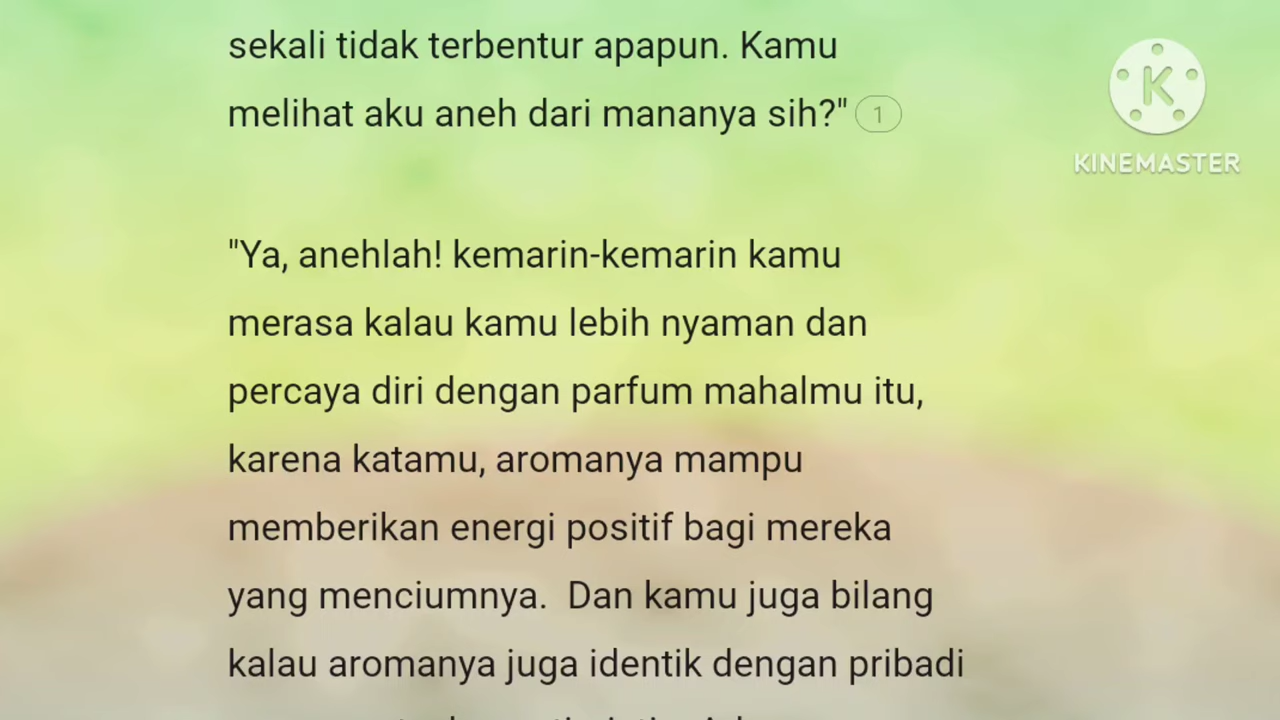 sekali tidak terbentur apapun. Kamu
melihat aku aneh dari mananya sih?" 1
KINEMASTER
"Ya, anehlah! kemarin-kemarin kamu
merasa kalau kamu lebih nyaman dan
percaya diri dengan parfum mahalmu itu,
karena katamu, aromanya mampu
memberikan energi positif bagi mereka
yang menciumnya.  Dan kamu juga bilang
kalau aromanya juga identik dengan pribadi